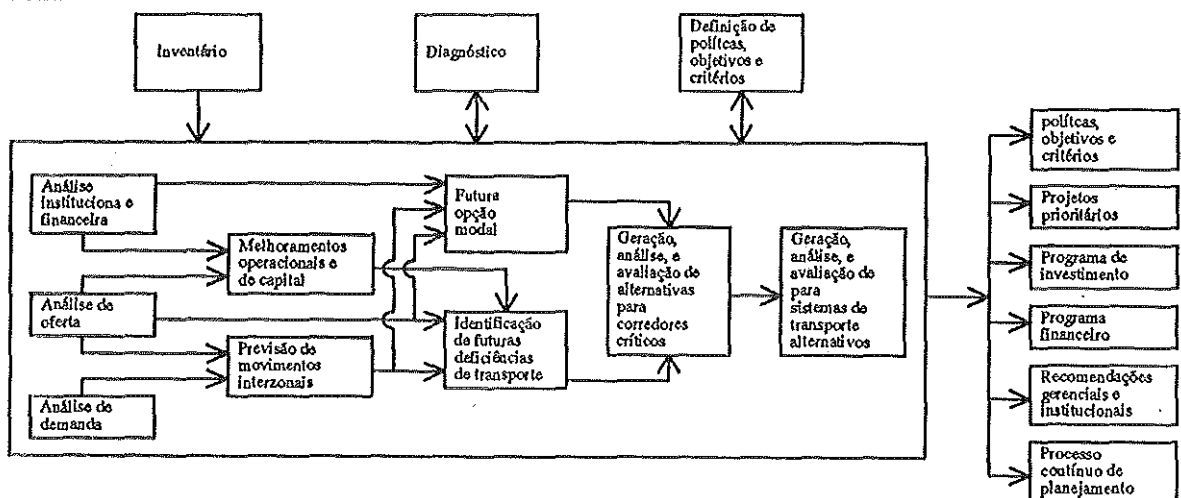 Inventário
Diagnóstico
Definição de
polítcas,
objetivos e
critérios
Análise
instituciona e
financeira
Análise de
oferta
Análise de
demanda
Melhoramentos
operacionais e
de capital
Previsão de
movimentos
interzonais
Futura
opção
modal
Identificação
de futuras
deficiências
de transporte
Geração,
análise, e
avaliação de
alternativas
para
corredores
críticos
Geração,
análise, e
avaliação de
para
sistemas de
transporte
alternativos
polítcas,
objetivos e
critérios
Projetos
prioritários
Programa de
investimento
Programa
financeiro
Recomendações
gerenciais e
institucionais
Processo
contínuo de
planejamento